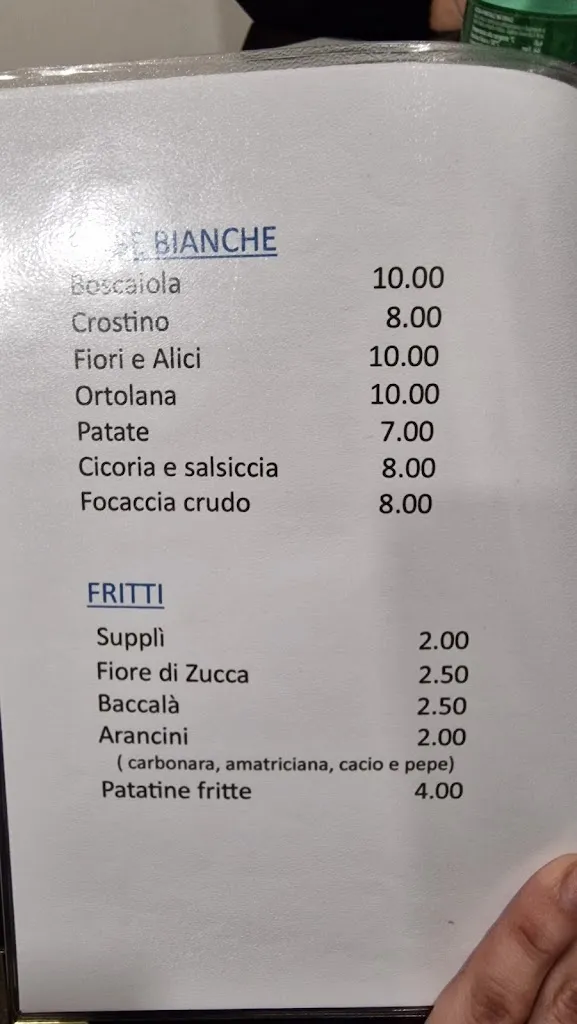 BIANCHE
Boscaiola 10.00
Crostino 8.00
Fiori e Alici 10.00
Ortolana 10.00
Patate 7.00
Cicoria e salsiccia 8.00
Focaccia crudo 8.00
FRITTI
Supplì 2.00
Fiore di Zucca 2.50
Baccalà 2.50
Arancini 2.00
( carbonara, amatriciana, cacio e pepe)
Patatine fritte 4.00